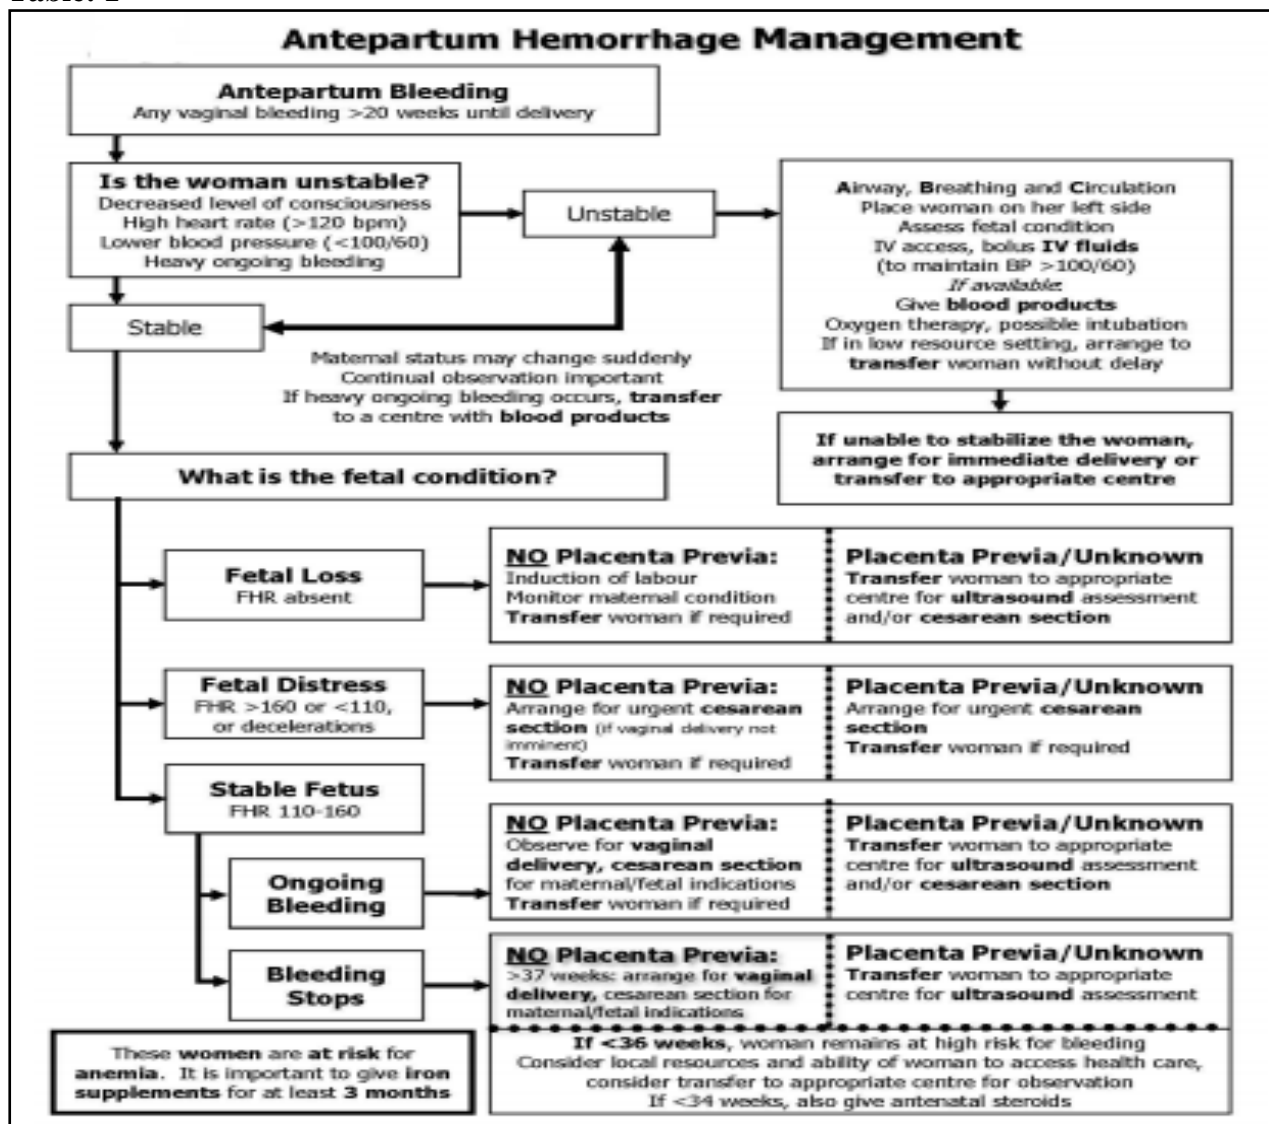 Antepartum Hemorrhage Management
Antepartum Bleeding
Any vaginal bleeding >20 weeks until delivery
Is the woman unstable?
Decreased level of consciousness
High heart rate (>120 bpm)
Lower blood pressure (<100/60)
Heavy ongoing bleeding
Unstable
Airway, Breathing and Circulation
Place woman on her left side
Assess fetal condition
IV access, bolus IV fluids
(to maintain BP >100/60)
If available:
Give blood products
Oxygen therapy, possible intubation
If in low resource setting, arrange to
transfer woman without delay
If unable to stabilize the woman,
arrange for immediate delivery or
transfer to appropriate centre
Stable
Maternal status may change suddenly
Continual observation important
If heavy ongoing bleeding occurs, transfer
to a centre with blood products
What is the fetal condition?
Fetal Loss
FHR absent
NO Placenta Previa:
Induction of labour
Monitor maternal condition
Transfer woman if required
Placenta Previa/Unknown
Transfer woman to appropriate
centre for ultrasound assessment
and/or cesarean section
Fetal Distress
FHR >160 or <110,
or decelerations
NO Placenta Previa:
Arrange for urgent cesarean
section (if vaginal delivery not
imminent)
Transfer woman if required
Placenta Previa/Unknown
Arrange for urgent cesarean
section
Transfer woman if required
Stable Fetus
FHR 110-160
Ongoing
Bleeding
NO Placenta Previa:
Observe for vaginal
delivery, cesarean section
for maternal/fetal indications
Transfer woman if required
Placenta Previa/Unknown
Transfer woman to appropriate
centre for ultrasound assessment
and/or cesarean section
Bleeding
Stops
NO Placenta Previa:
>37 weeks: arrange for vaginal
delivery, cesarean section for
maternal/fetal indications
Placenta Previa/Unknown
Transfer woman to appropriate
centre for ultrasound assessment
If <36 weeks, woman remains at high risk for bleeding
Consider local resources and ability of woman to access health care,
consider transfer to appropriate centre for observation
If <34 weeks, also give antenatal steroids
These women are at risk for
anemia. It is important to give iron
supplements for at least 3 months